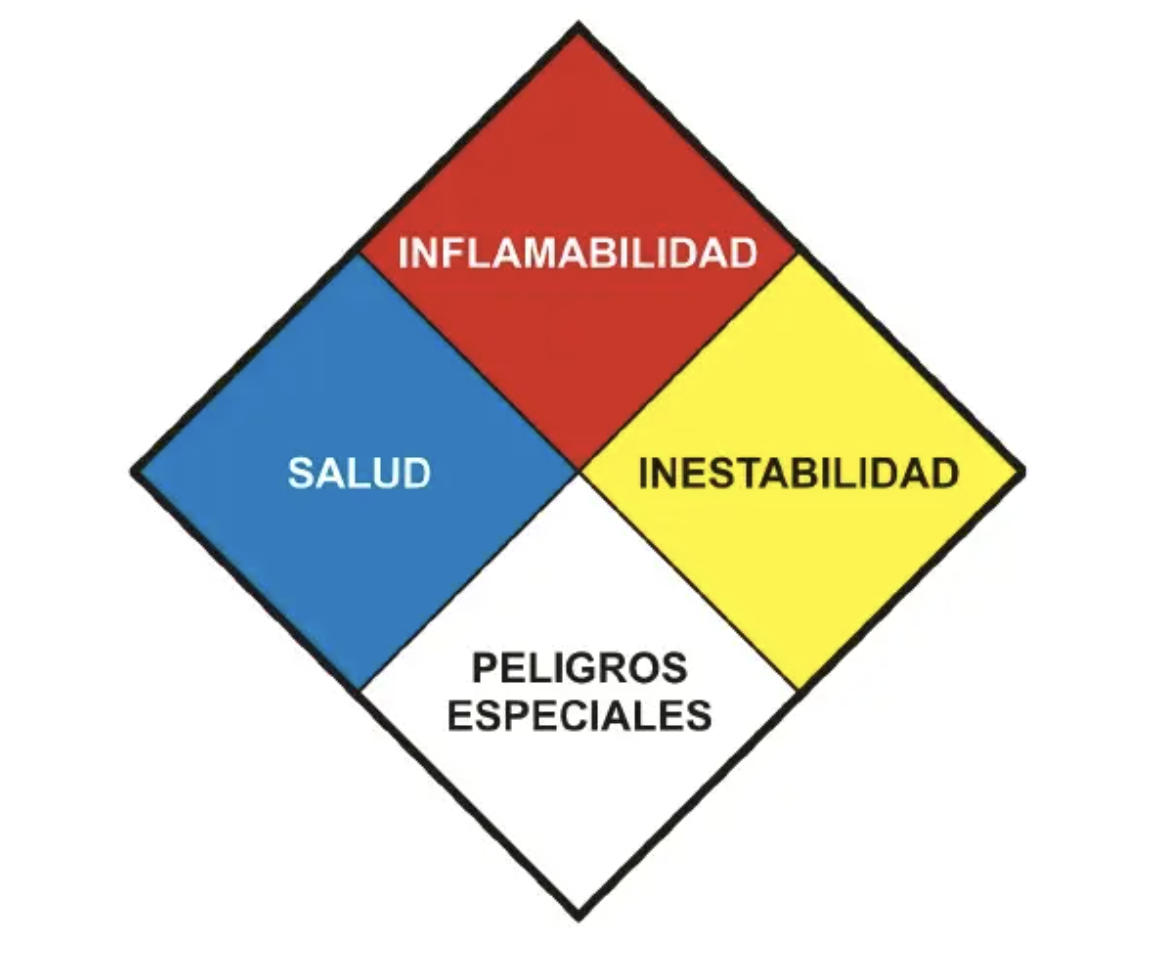 INFLAMABILIDAD
SALUD
INESTABILIDAD
PELIGROS
ESPECIALES